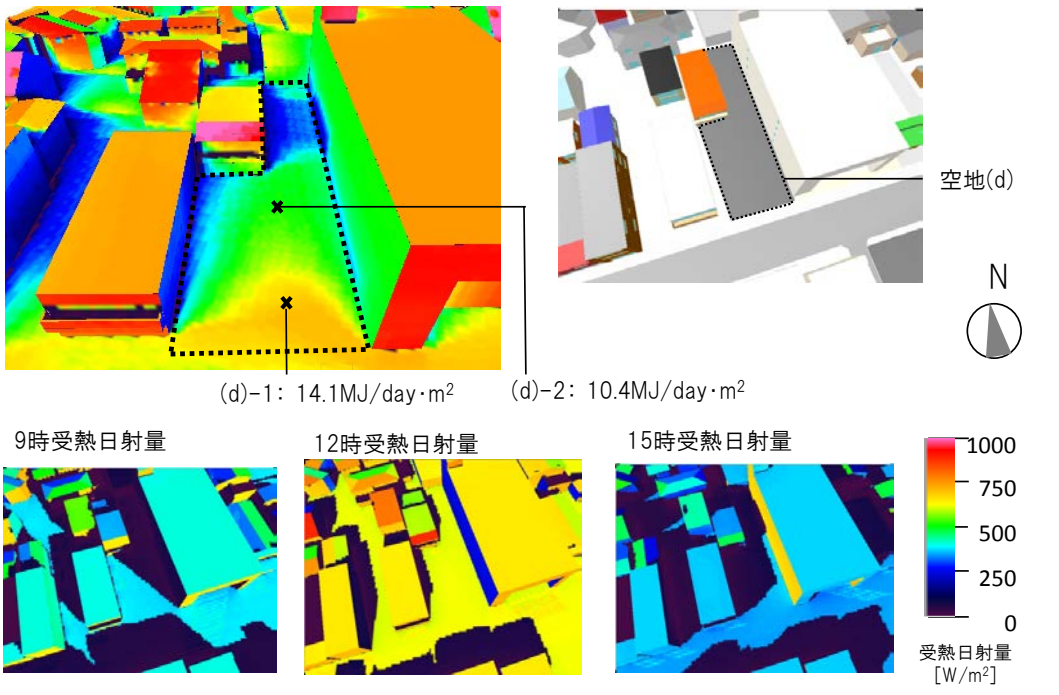 空地(d)
N
(d)-1: 14.1MJ/day・m²
(d)-2: 10.4MJ/day・m²
9時受熱日射量
12時受熱日射量
15時受熱日射量
1000
750
500
250
0
受熱日射量
[W/m²]